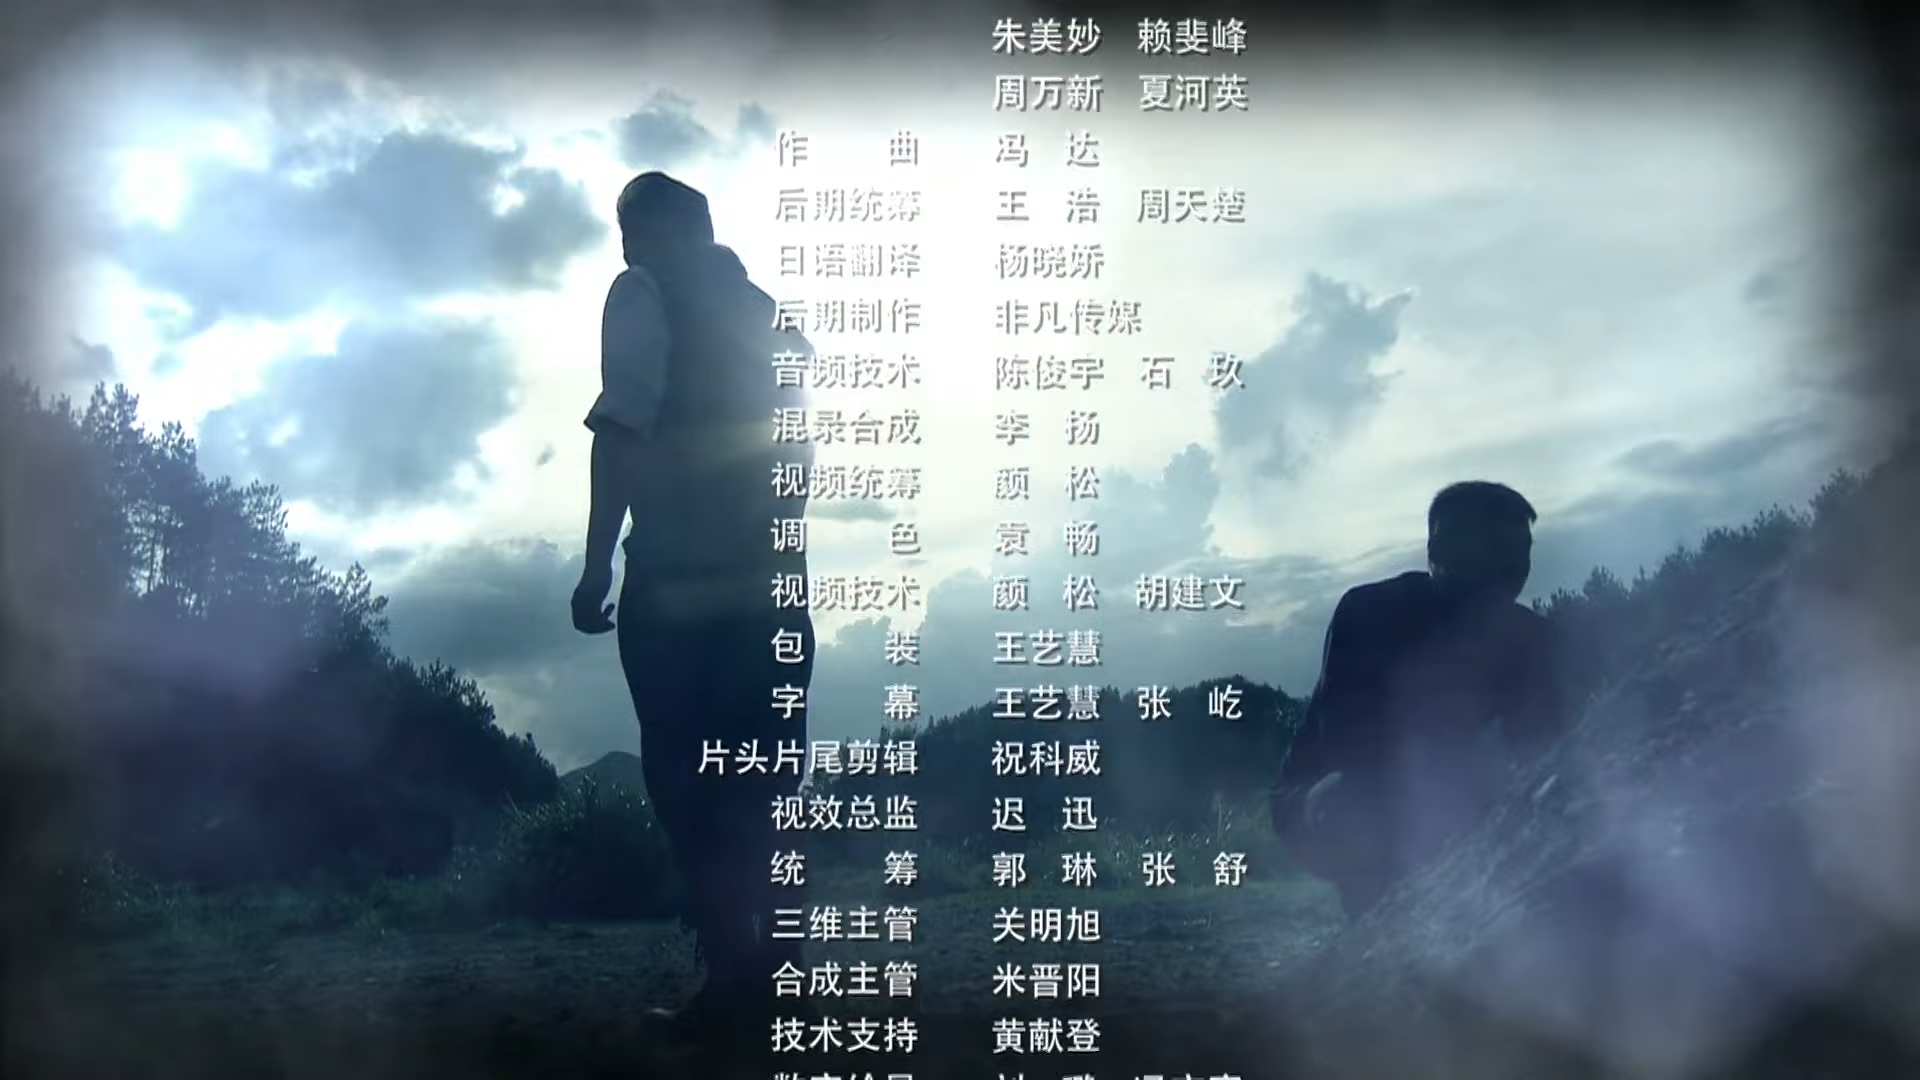 朱美妙 赖斐峰
周万新 夏河英
作 曲 冯 达
后期统筹 王 浩 周天楚
日语翻译 杨晓娇
后期制作 非凡传媒
音频技术 陈俊宇 石 玖
混录合成 李 扬
视频统筹 颜 松
调 色 袁 畅
视频技术 颜 松 胡建文
包 装 王艺慧
字 幕 王艺慧 张 屹
片头片尾剪辑 祝科威
视效总监 迟 迅
统 筹 郭 琳 张 舒
三维主管 关明旭
合成主管 米晋阳
技术支持 黄献登